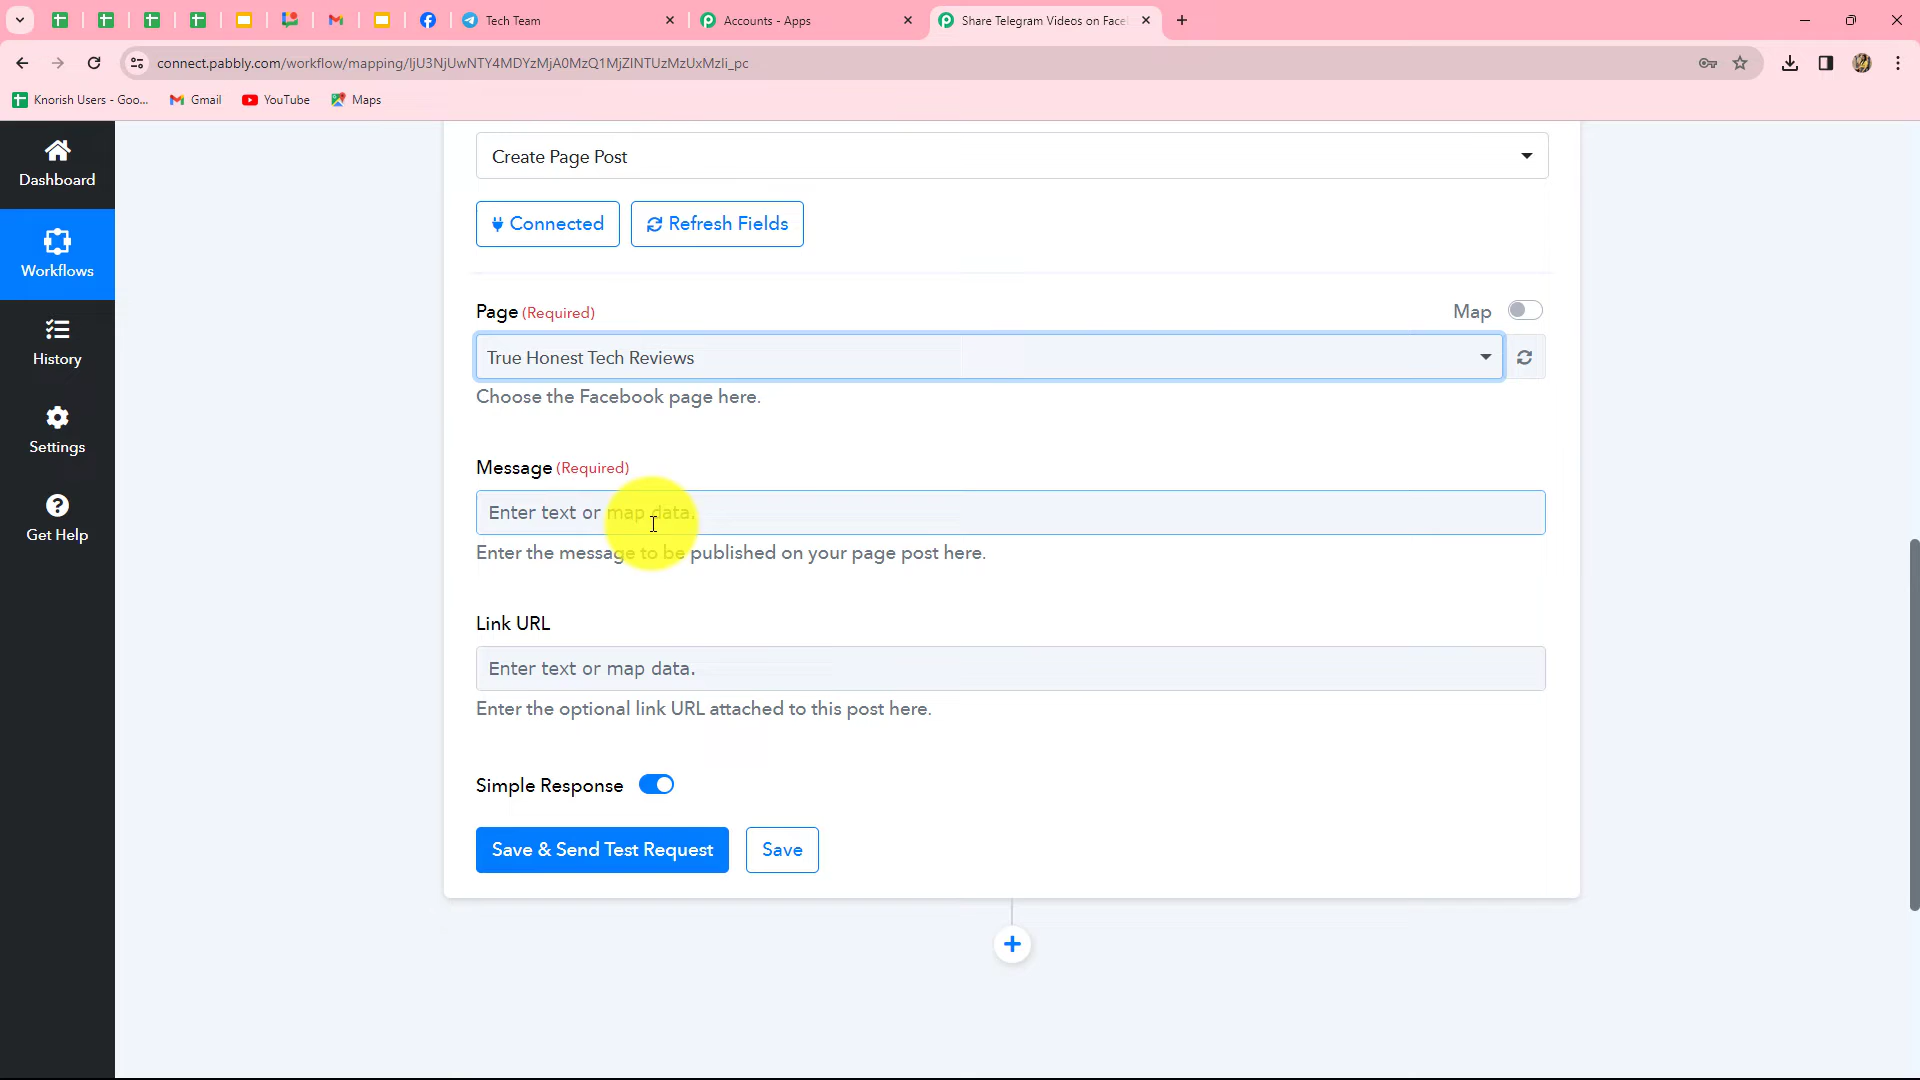 Tech Team
Accounts - Apps
Share Telegram Videos on Face
connect.pabbly.com/workflow/mapping/IjU3NjUwNTY4MDYzMjA0MzQ1MjZlNTUzMzUxMzIi_pc
Knorish Users - Goo...
Gmail
YouTube
Maps
Dashboard
Workflows
History
Settings
Get Help
Create Page Post
Connected
Refresh Fields
Page (Required)
Map
True Honest Tech Reviews
Choose the Facebook page here.
Message (Required)
Enter text or map data.
Enter the message to be published on your page post here.
Link URL
Enter text or map data.
Enter the optional link URL attached to this post here.
Simple Response
Save & Send Test Request
Save